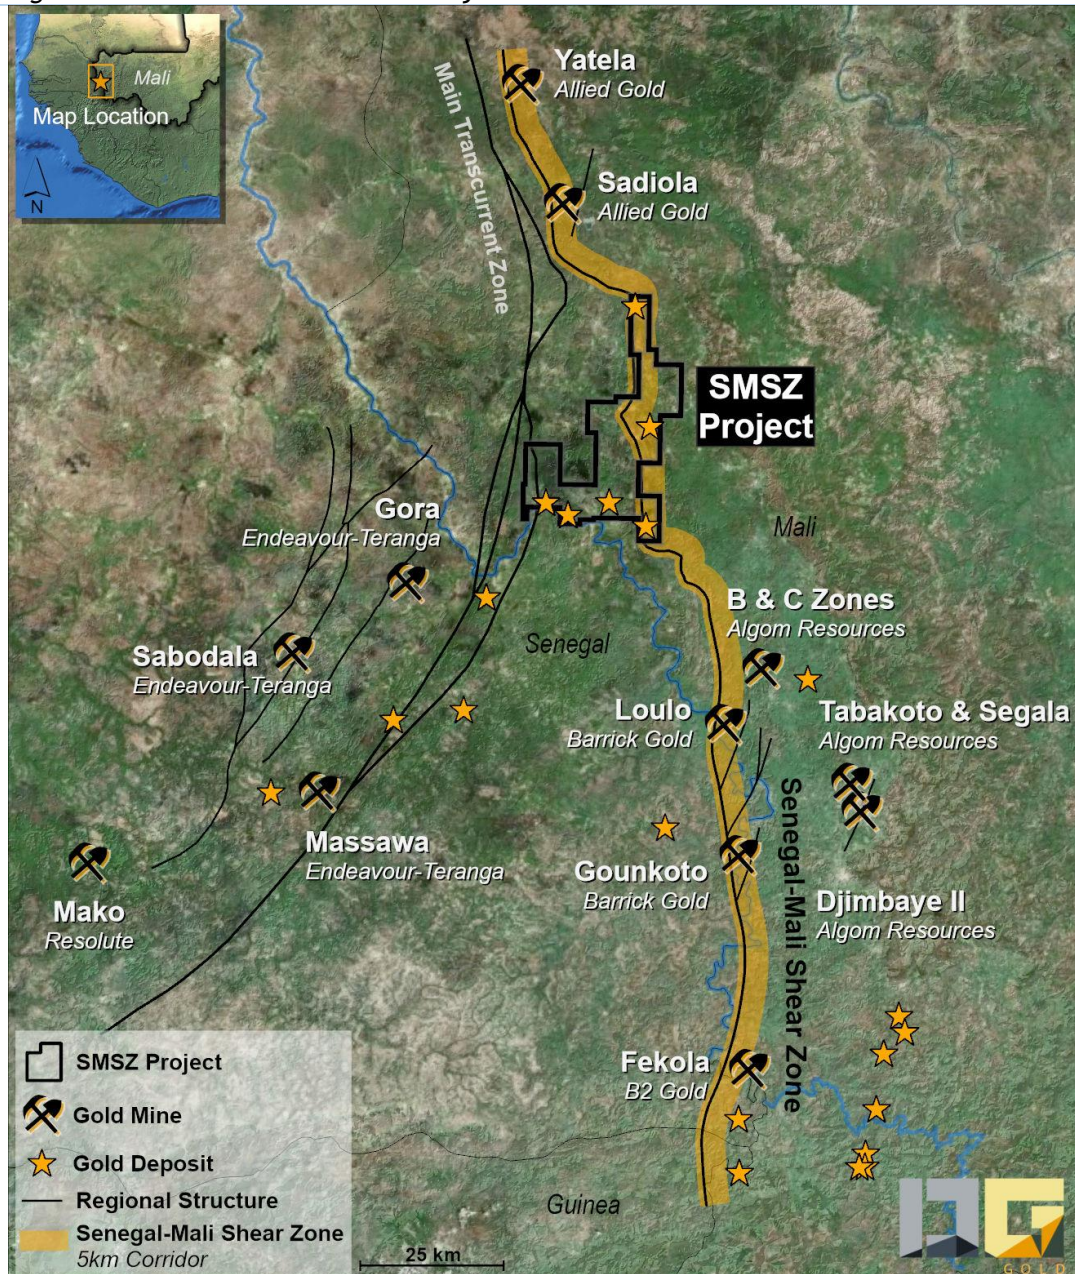 Mali
Map Location
N
Main Transcurrent Zone
Yatela
Allied Gold
Sadiola
Allied Gold
SMSZ
Project
Gora
Endeavour-Teranga
Mali
B & C Zones
Algom Resources
Senegal
Sabodala
Endeavour-Teranga
Loulo
Barrick Gold
Tabakoto & Segala
Algom Resources
Massawa
Endeavour-Teranga
Gounkoto
Barrick Gold
Senegal-Mali Shear Zone
Mako
Resolute
Djimbaye II
Algom Resources
Fekola
B2 Gold
SMSZ Project
Gold Mine
Gold Deposit
Regional Structure
Senegal-Mali Shear Zone
5km Corridor
25 km
Guinea
GOLD